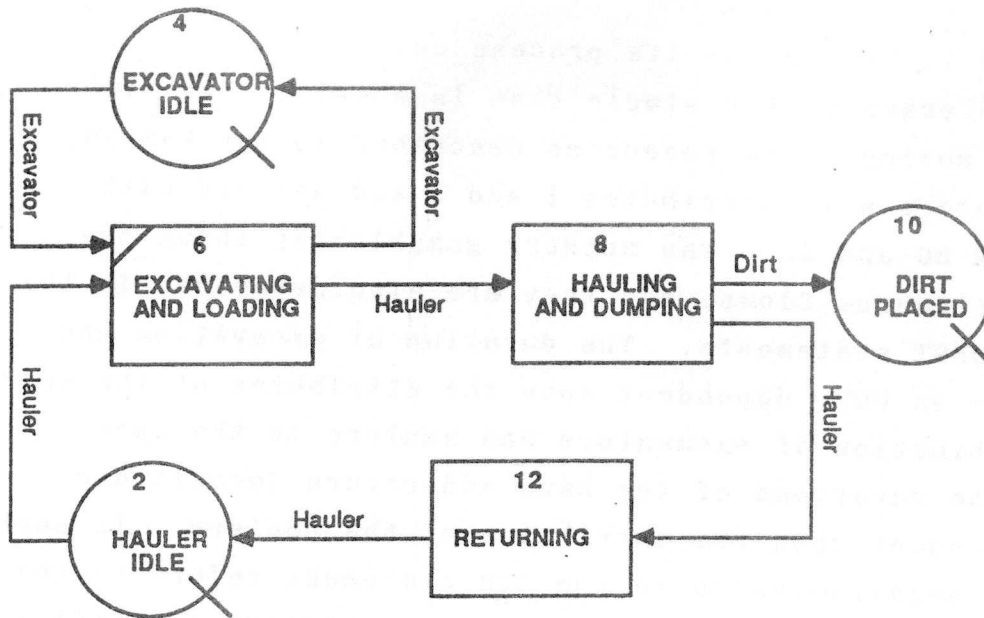 4
EXCAVATOR
IDLE
Excavator
Excavator
6
EXCAVATING
AND LOADING
Hauler
8
HAULING
AND DUMPING
Dirt
10
DIRT
PLACED
Hauler
Hauler
2
HAULER
IDLE
Hauler
12
RETURNING